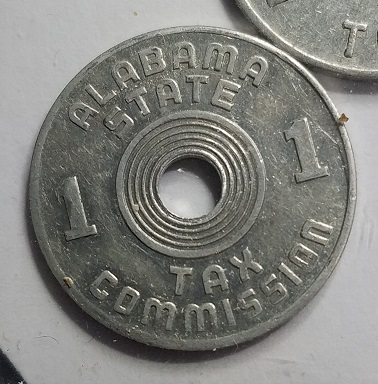 ALABAMA
STATE
1 1
TAX
COMMISSION
T